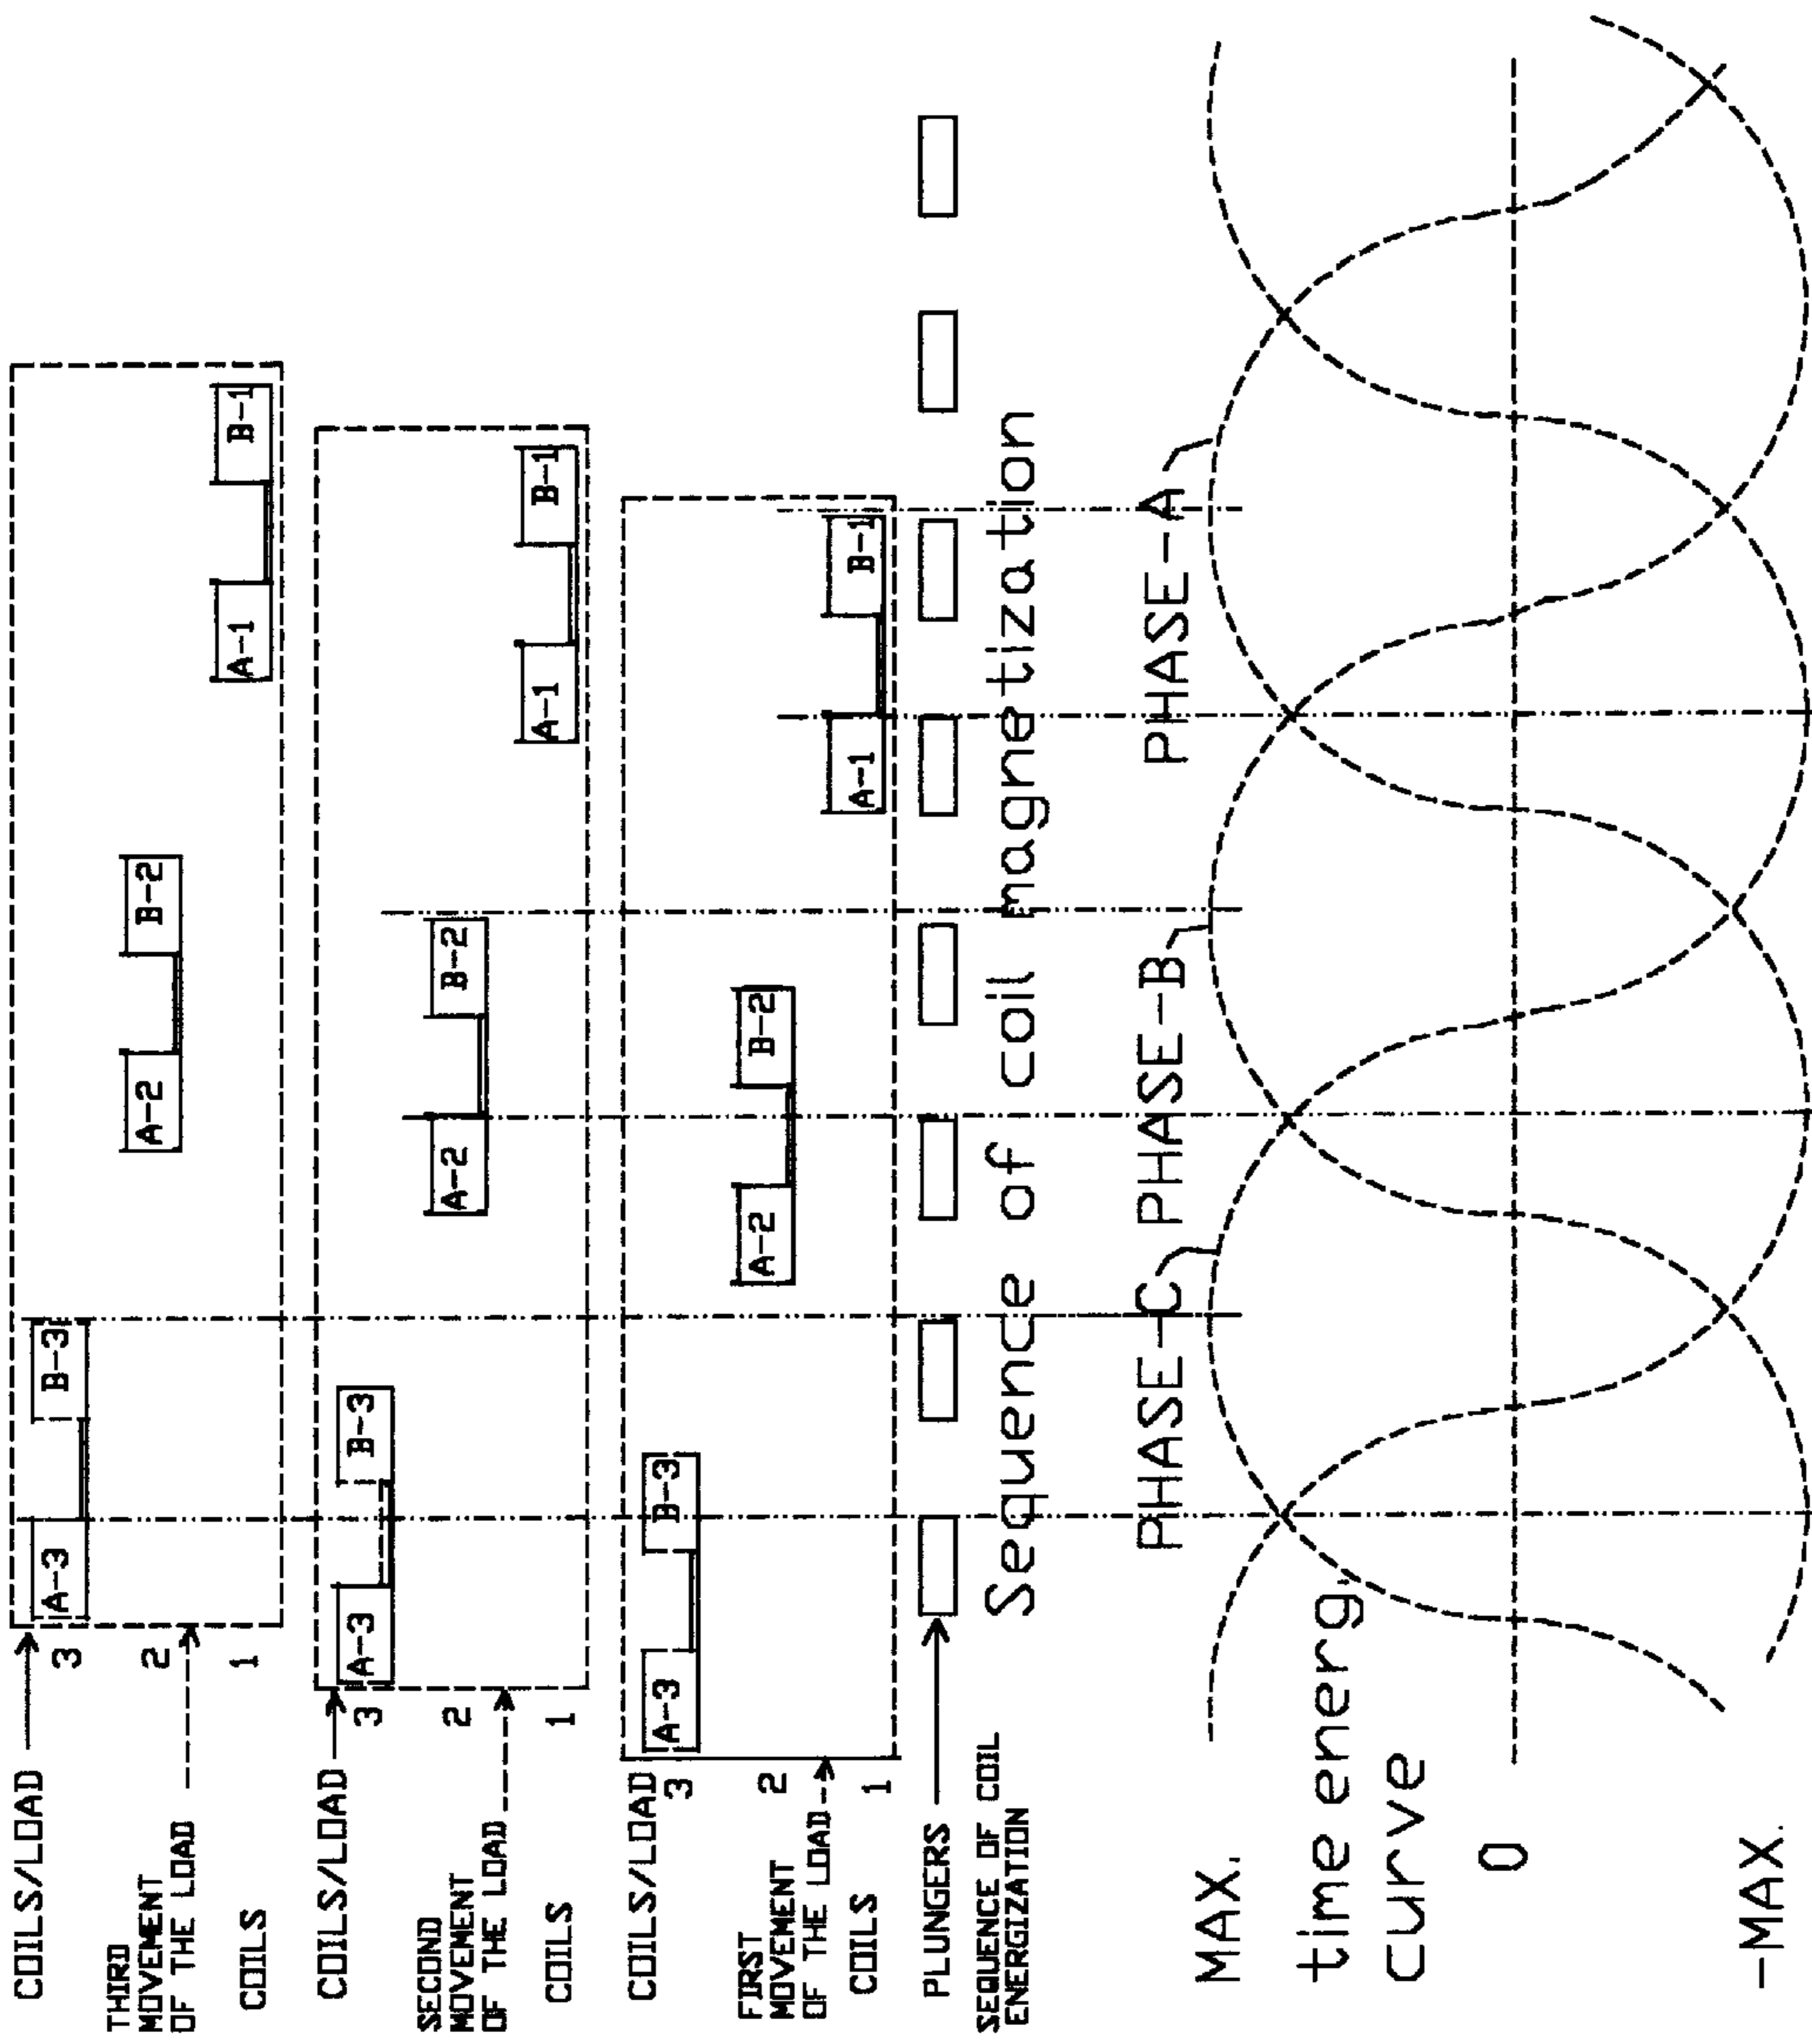 COILS/LOAD
3
A-3
B-3
THIRD
MOVEMENT
OF THE LOAD
2
A-2
B-2
COILS
1
A-1
B-1
COILS/LOAD
3
A-3
B-3
SECOND
MOVEMENT
OF THE LOAD
2
A-2
B-2
COILS
1
A-1
B-1
COILS/LOAD
3
A-3
B-3
FIRST
MOVEMENT
OF THE LOAD
2
A-2
B-2
COILS
1
A-1
B-1
PLUNGERS
SEQUENCE OF COIL
ENERGIZATION
Sequence of coil magnetization
PHASE-C
PHASE-B
PHASE-A
MAX.
time energ.
curve
0
-MAX.